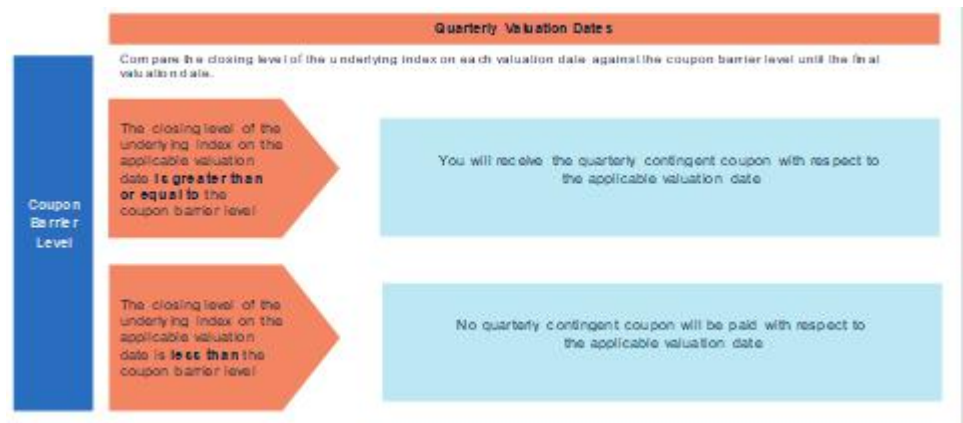 Quarterly Valuation Dates
Compare the closing level of the underlying index on each valuation date against the coupon barrier level until the final
valuation date.
The closing level of the
underlying index on the
applicable valuation
date is greater than
or equal to the
coupon barrier level
You will receive the quarterly contingent coupon with respect to
the applicable valuation date
Coupon
Barrier
Level
The closing level of the
underlying index on the
applicable valuation
date is less than the
coupon barrier level
No quarterly contingent coupon will be paid with respect to
the applicable valuation date